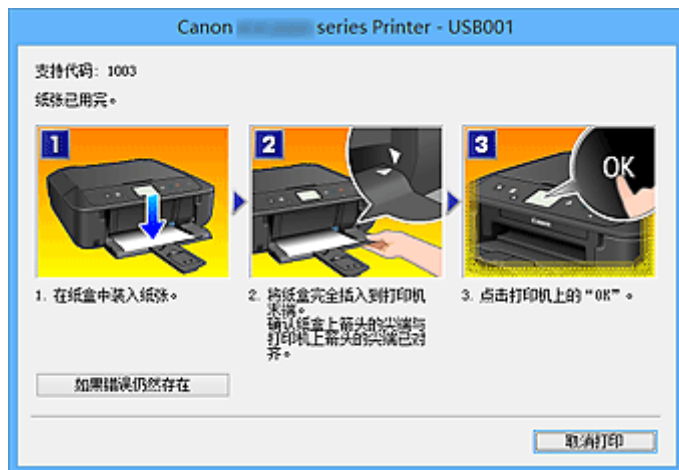 Canon series Printer - USB001
支持代码: 1003
纸张已用完。
1
2
3
OK
Canon
1. 在纸盒中装入纸张。
2. 将纸盒完全插入到打印机
末端。
确认纸盒上箭头的尖端与
打印机上箭头的尖端已对
齐。
3. 点击打印机上的“OK”。
如果错误仍然存在
取消打印